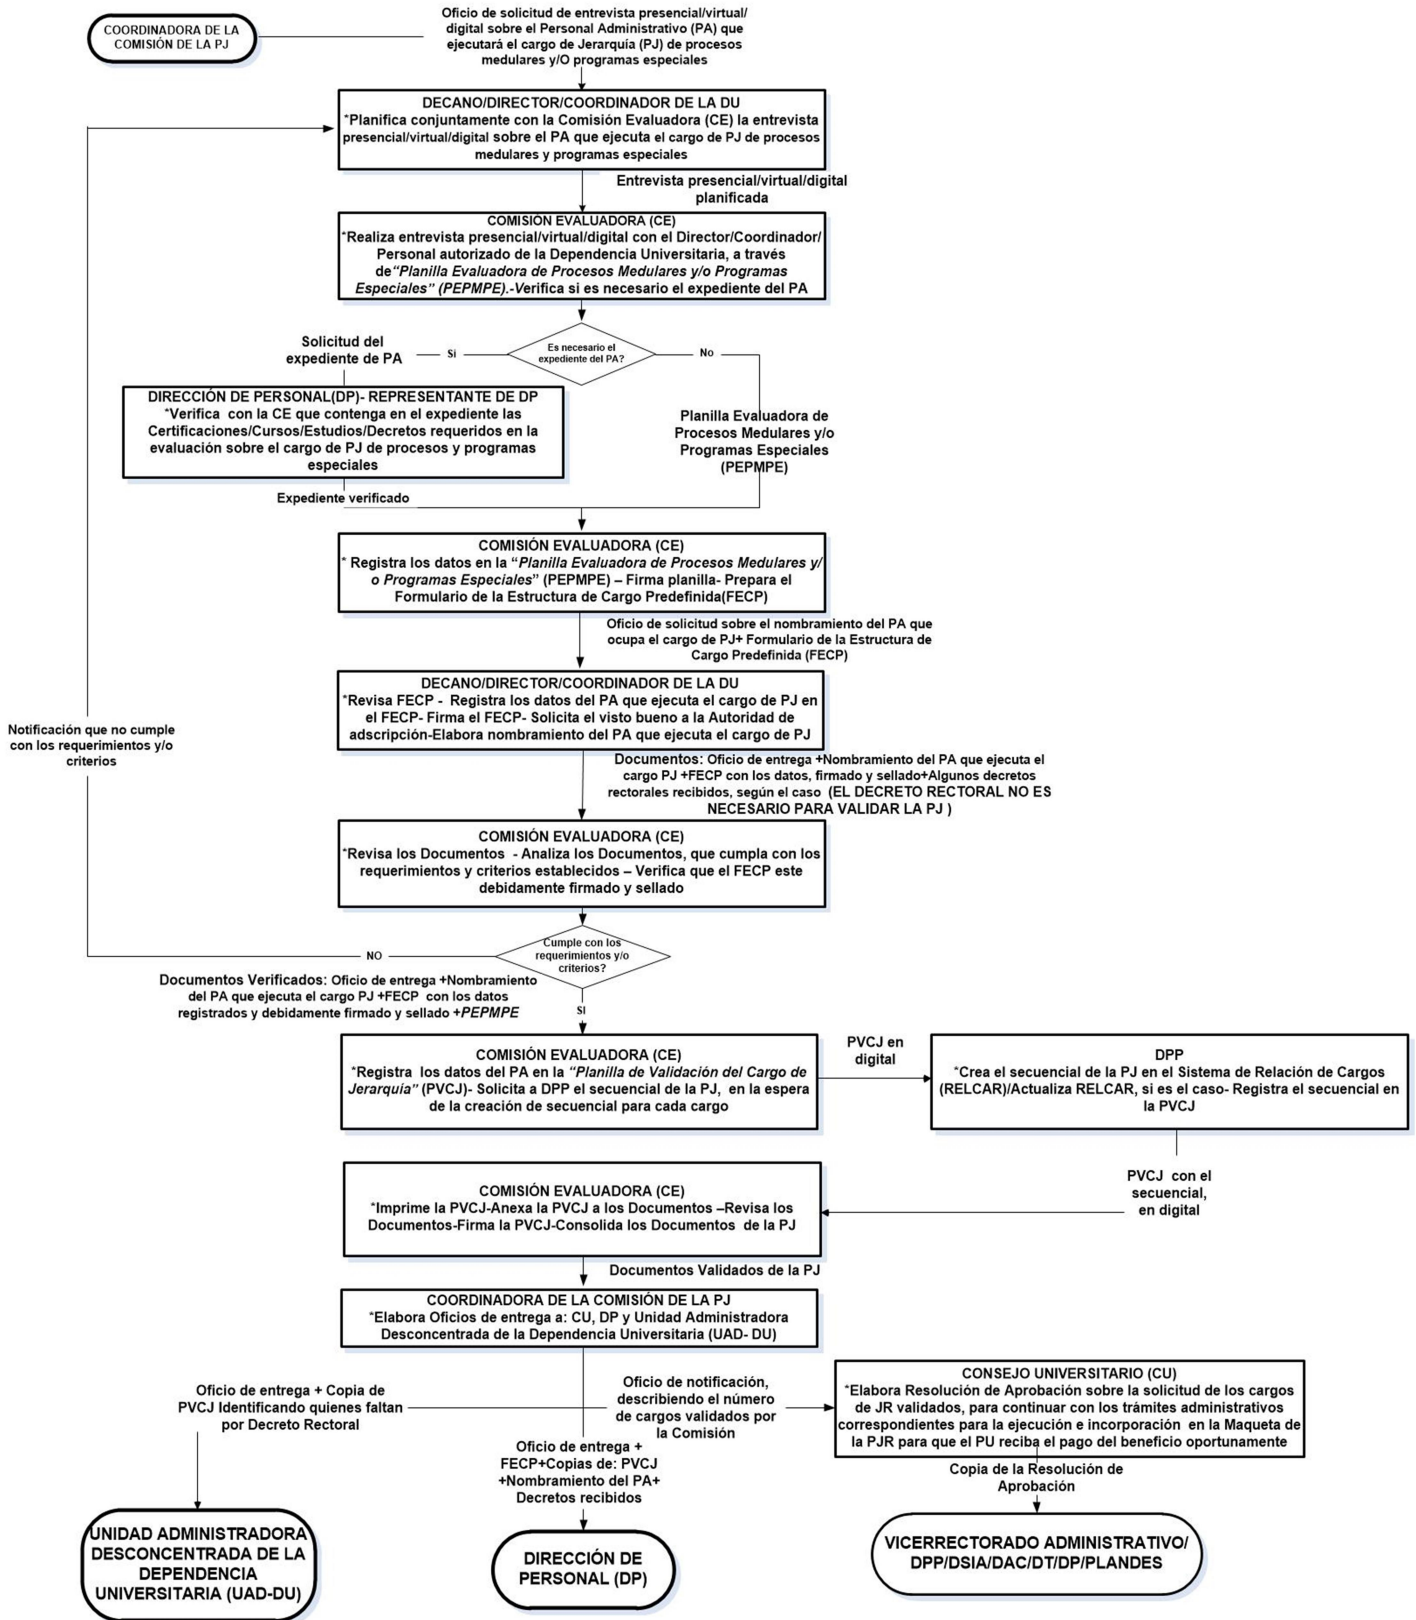 COORDINADORA DE LA
COMISIÓN DE LA PJ
Oficio de solicitud de entrevista presencial/virtual/
digital sobre el Personal Administrativo (PA) que
ejecutará el cargo de Jerarquía (PJ) de procesos
medulares y/O programas especiales
DECANO/DIRECTOR/COORDINADOR DE LA DU
*Planifica conjuntamente con la Comisión Evaluadora (CE) la entrevista
presencial/virtual/digital sobre el PA que ejecuta el cargo de PJ de procesos
medulares y programas especiales
Entrevista presencial/virtual/digital
planificada
COMISIÓN EVALUADORA (CE)
*Realiza entrevista presencial/virtual/digital con el Director/Coordinador/
Personal autorizado de la Dependencia Universitaria, a través
de“Planilla Evaluadora de Procesos Medulares y/o Programas
Especiales” (PEPMPE).-Verifica si es necesario el expediente del PA
Es necesario el
expediente del PA?
Si
No
Solicitud del
expediente de PA
DIRECCIÓN DE PERSONAL(DP)- REPRESENTANTE DE DP
*Verifica con la CE que contenga en el expediente las
Certificaciones/Cursos/Estudios/Decretos requeridos en la
evaluación sobre el cargo de PJ de procesos y programas
especiales
Planilla Evaluadora de
Procesos Medulares y/o
Programas Especiales
(PEPMPE)
Expediente verificado
COMISIÓN EVALUADORA (CE)
* Registra los datos en la “Planilla Evaluadora de Procesos Medulares y/
o Programas Especiales” (PEPMPE) – Firma planilla- Prepara el
Formulario de la Estructura de Cargo Predefinida(FECP)
Oficio de solicitud sobre el nombramiento del PA que
ocupa el cargo de PJ+ Formulario de la Estructura de
Cargo Predefinida (FECP)
DECANO/DIRECTOR/COORDINADOR DE LA DU
*Revisa FECP - Registra los datos del PA que ejecuta el cargo de PJ en
el FECP- Firma el FECP- Solicita el visto bueno a la Autoridad de
adscripción-Elabora nombramiento del PA que ejecuta el cargo de PJ
Notificación que no cumple
con los requerimientos y/o
criterios
Documentos: Oficio de entrega +Nombramiento del PA que ejecuta el
cargo PJ +FECP con los datos, firmado y sellado+Algunos decretos
rectorales recibidos, según el caso (EL DECRETO RECTORAL NO ES
NECESARIO PARA VALIDAR LA PJ )
COMISIÓN EVALUADORA (CE)
*Revisa los Documentos - Analiza los Documentos, que cumpla con los
requerimientos y criterios establecidos – Verifica que el FECP este
debidamente firmado y sellado
Cumple con los
requerimientos y/o
criterios?
NO
SI
Documentos Verificados: Oficio de entrega +Nombramiento
del PA que ejecuta el cargo PJ +FECP con los datos
registrados y debidamente firmado y sellado +PEPMPE
COMISIÓN EVALUADORA (CE)
*Registra los datos del PA en la “Planilla de Validación del Cargo de
Jerarquía” (PVCJ)- Solicita a DPP el secuencial de la PJ, en la espera
de la creación de secuencial para cada cargo
PVCJ en
digital
DPP
*Crea el secuencial de la PJ en el Sistema de Relación de Cargos
(RELCAR)/Actualiza RELCAR, si es el caso- Registra el secuencial en
la PVCJ
PVCJ con el
secuencial,
en digital
COMISIÓN EVALUADORA (CE)
*Imprime la PVCJ-Anexa la PVCJ a los Documentos –Revisa los
Documentos-Firma la PVCJ-Consolida los Documentos de la PJ
Documentos Validados de la PJ
COORDINADORA DE LA COMISIÓN DE LA PJ
*Elabora Oficios de entrega a: CU, DP y Unidad Administradora
Desconcentrada de la Dependencia Universitaria (UAD- DU)
Oficio de entrega + Copia de
PVCJ Identificando quienes faltan
por Decreto Rectoral
Oficio de notificación,
describiendo el número
de cargos validados por
la Comisión
CONSEJO UNIVERSITARIO (CU)
*Elabora Resolución de Aprobación sobre la solicitud de los cargos
de JR validados, para continuar con los trámites administrativos
correspondientes para la ejecución e incorporación en la Maqueta de
la PJR para que el PU reciba el pago del beneficio oportunamente
Oficio de entrega +
FECP+Copias de: PVCJ
+Nombramiento del PA+
Decretos recibidos
Copia de la Resolución de
Aprobación
UNIDAD ADMINISTRADORA
DESCONCENTRADA DE LA
DEPENDENCIA
UNIVERSITARIA (UAD-DU)
DIRECCIÓN DE
PERSONAL (DP)
VICERRECTORADO ADMINISTRATIVO/
DPP/DSIA/DAC/DT/DP/PLANDES